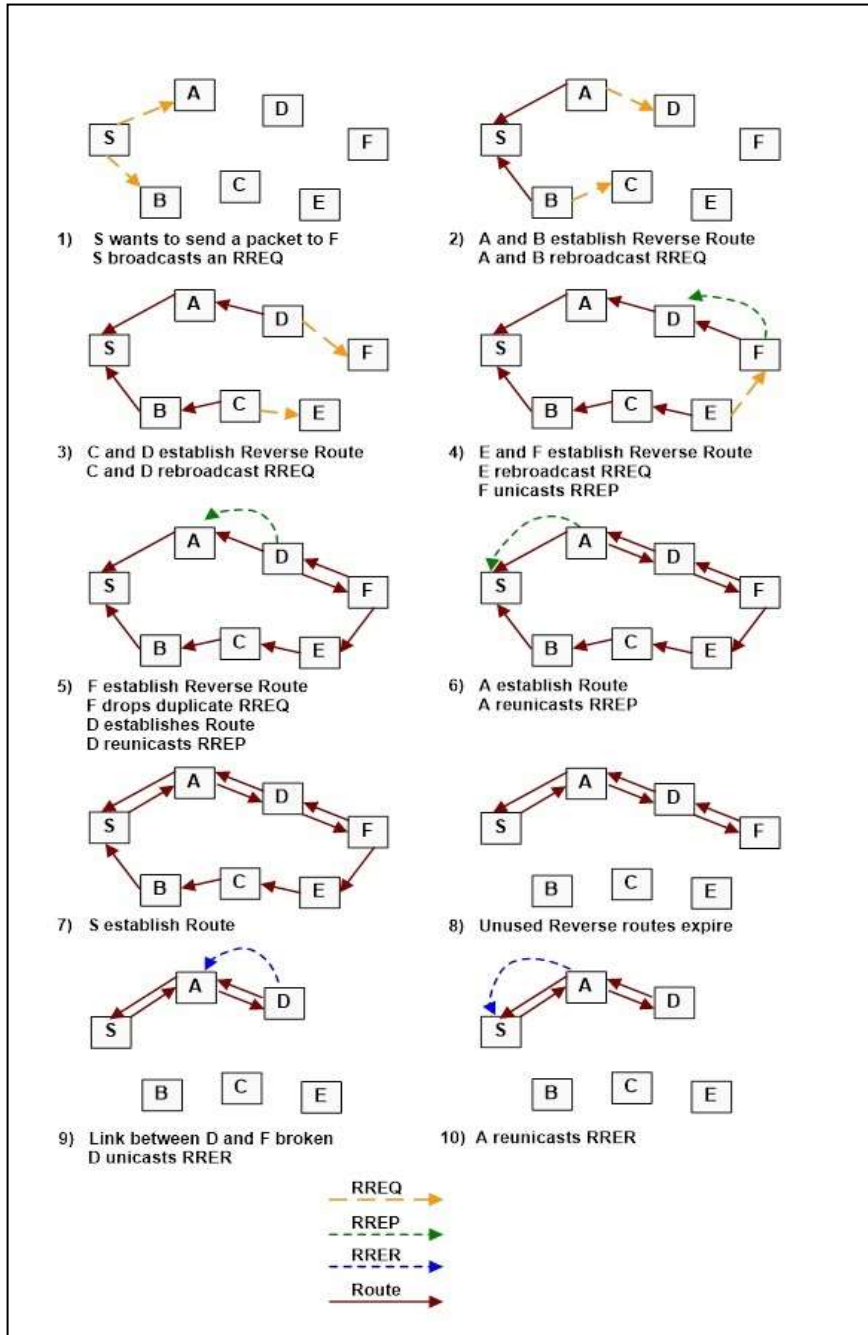 A
D
S
F
B
C
E
1) S wants to send a packet to F
S broadcasts an RREQ
A
D
S
F
B
C
E
2) A and B establish Reverse Route
A and B rebroadcast RREQ
A
D
S
F
B
C
E
3) C and D establish Reverse Route
C and D rebroadcast RREQ
A
D
S
F
B
C
E
4) E and F establish Reverse Route
E rebroadcast RREQ
F unicasts RREP
A
D
S
F
B
C
E
5) F establish Reverse Route
F drops duplicate RREQ
D establishes Route
D reunicasts RREP
A
D
S
F
B
C
E
6) A establish Route
A reunicasts RREP
A
D
S
F
B
C
E
7) S establish Route
A
D
S
F
B
C
E
8) Unused Reverse routes expire
A
D
S
B
C
E
9) Link between D and F broken
D unicasts RRER
A
D
S
B
C
E
10) A reunicasts RRER
RREQ
RREP
RRER
Route